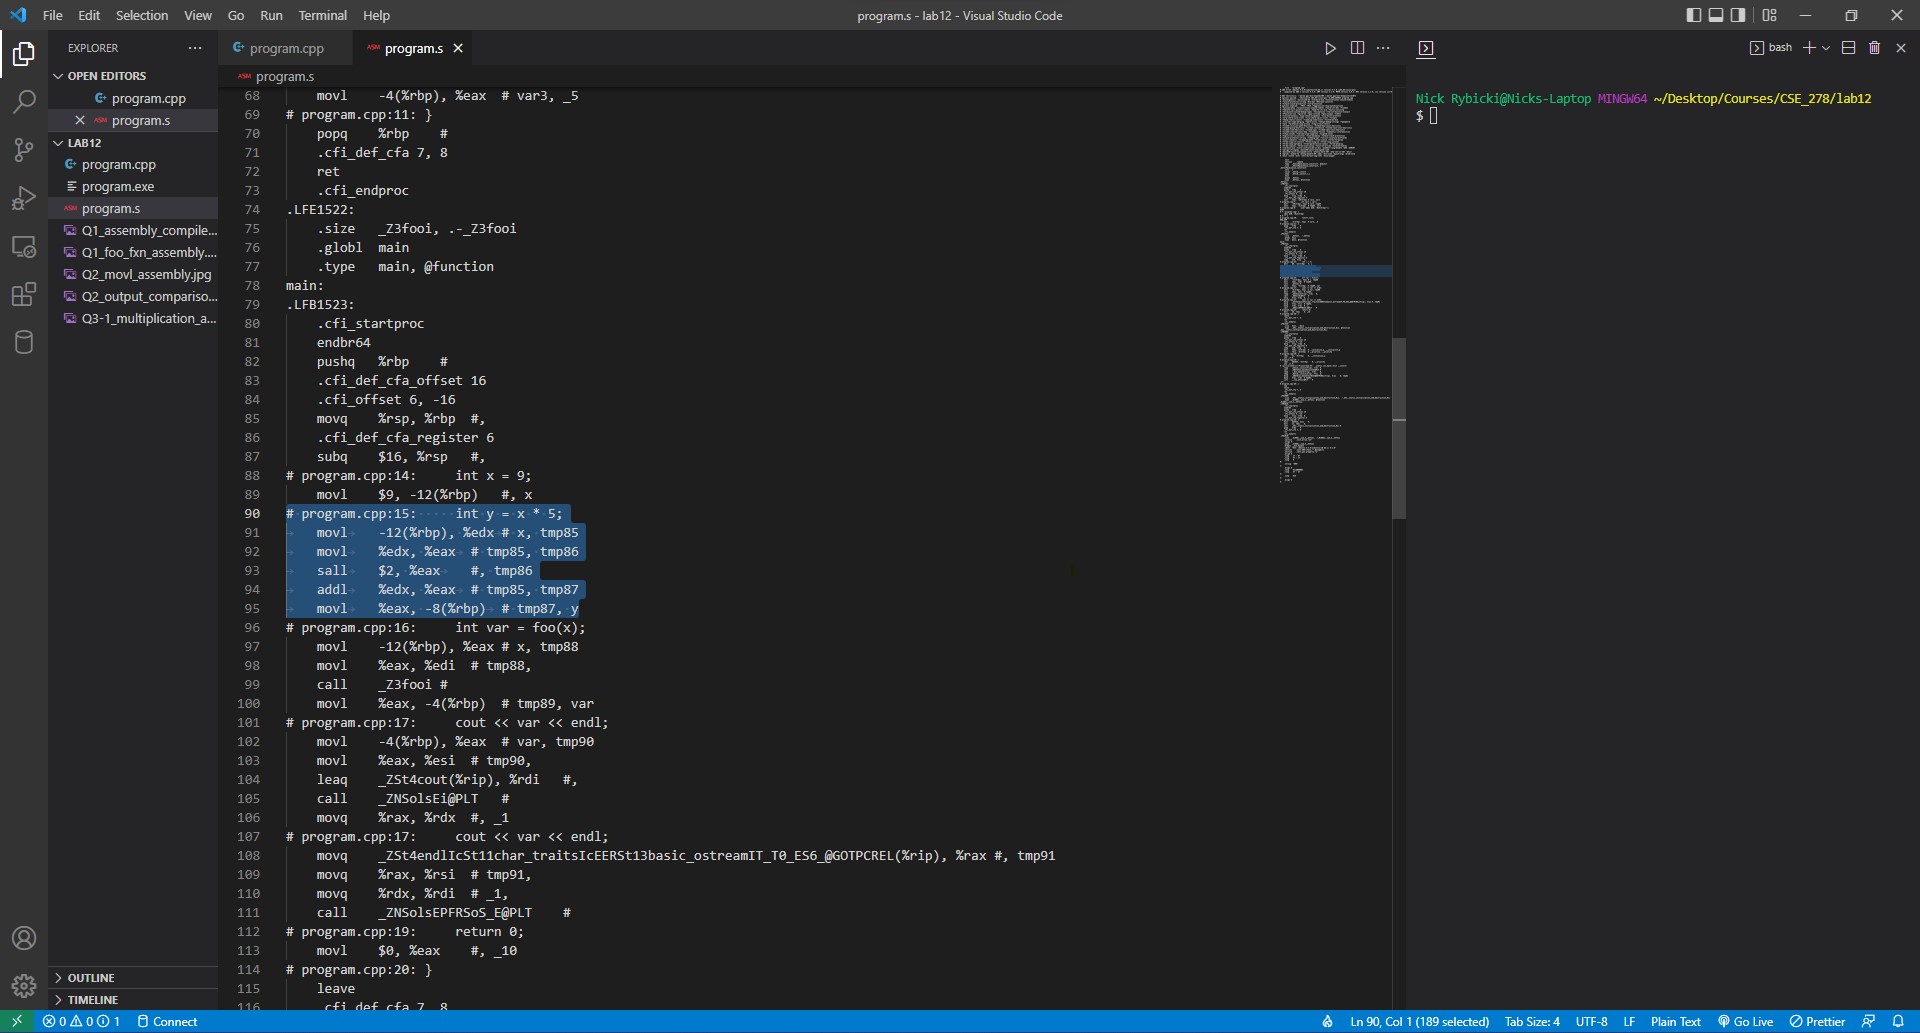 File Edit Selection View Go Run Terminal Help
program.s - lab12 - Visual Studio Code
EXPLORER
OPEN EDITORS
program.cpp
ASM program.s
LAB12
program.cpp
program.exe
ASM program.s
Q1_assembly_compile...
Q1_foo_fxn_assembly....
Q2_movl_assembly.jpg
Q2_output_compariso...
Q3-1_multiplication_a...
OUTLINE
TIMELINE
program.cpp
ASM program.s
ASM program.s
68 movl -4(%rbp), %eax # var3, _5
69 # program.cpp:11: }
70 popq %rbp #
71 .cfi_def_cfa 7, 8
72 ret
73 .cfi_endproc
74 .LFE1522:
75 .size _Z3fooi, .-_Z3fooi
76 .globl main
77 .type main, @function
78 main:
79 .LFB1523:
80 .cfi_startproc
81 endbr64
82 pushq %rbp #
83 .cfi_def_cfa_offset 16
84 .cfi_offset 6, -16
85 movq %rsp, %rbp #,
86 .cfi_def_cfa_register 6
87 subq $16, %rsp #,
88 # program.cpp:14: int x = 9;
89 movl $9, -12(%rbp) #, x
90 # program.cpp:15: int y = x * 5;
91 movl -12(%rbp), %edx # x, tmp85
92 movl %edx, %eax # tmp85, tmp86
93 sall $2, %eax #, tmp86
94 addl %edx, %eax # tmp85, tmp87
95 movl %eax, -8(%rbp) # tmp87, y
96 # program.cpp:16: int var = foo(x);
97 movl -12(%rbp), %eax # x, tmp88
98 movl %eax, %edi # tmp88,
99 call _Z3fooi #
100 movl %eax, -4(%rbp) # tmp89, var
101 # program.cpp:17: cout << var << endl;
102 movl -4(%rbp), %eax # var, tmp90
103 movl %eax, %esi # tmp90,
104 leaq _ZSt4cout(%rip), %rdi #,
105 call _ZNSolsEi@PLT #
106 movq %rax, %rdx #, _1
107 # program.cpp:17: cout << var << endl;
108 movq _ZSt4endlIcSt11char_traitsIcEERSt13basic_ostreamIT_T0_ES6_@GOTPCREL(%rip), %rax #, tmp91
109 movq %rax, %rsi # tmp91,
110 movq %rdx, %rdi # _1,
111 call _ZNSolsEPFRSoS_E@PLT #
112 # program.cpp:19: return 0;
113 movl $0, %eax #, _10
114 # program.cpp:20: }
115 leave
116 .cfi_def_cfa 7, 8
bash
Nick Rybicki@Nicks-Laptop MINGW64 ~/Desktop/Courses/CSE_278/lab12
$
0 0 1 Connect
Ln 90, Col 1 (189 selected) Tab Size: 4 UTF-8 LF Plain Text Go Live Prettier